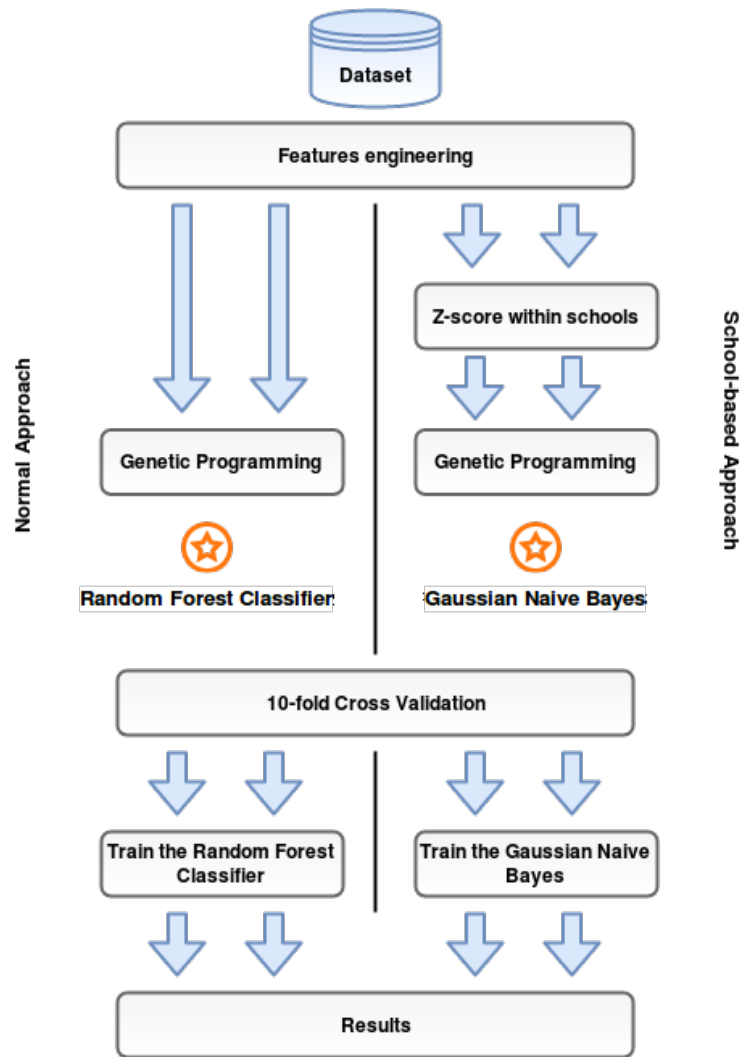 Dataset
Features engineering
Z-score within schools
Normal Approach
School-based Approach
Genetic Programming
Genetic Programming
Random Forest Classifier
Gaussian Naive Bayes
10-fold Cross Validation
Train the Random Forest
Classifier
Train the Gaussian Naive
Bayes
Results